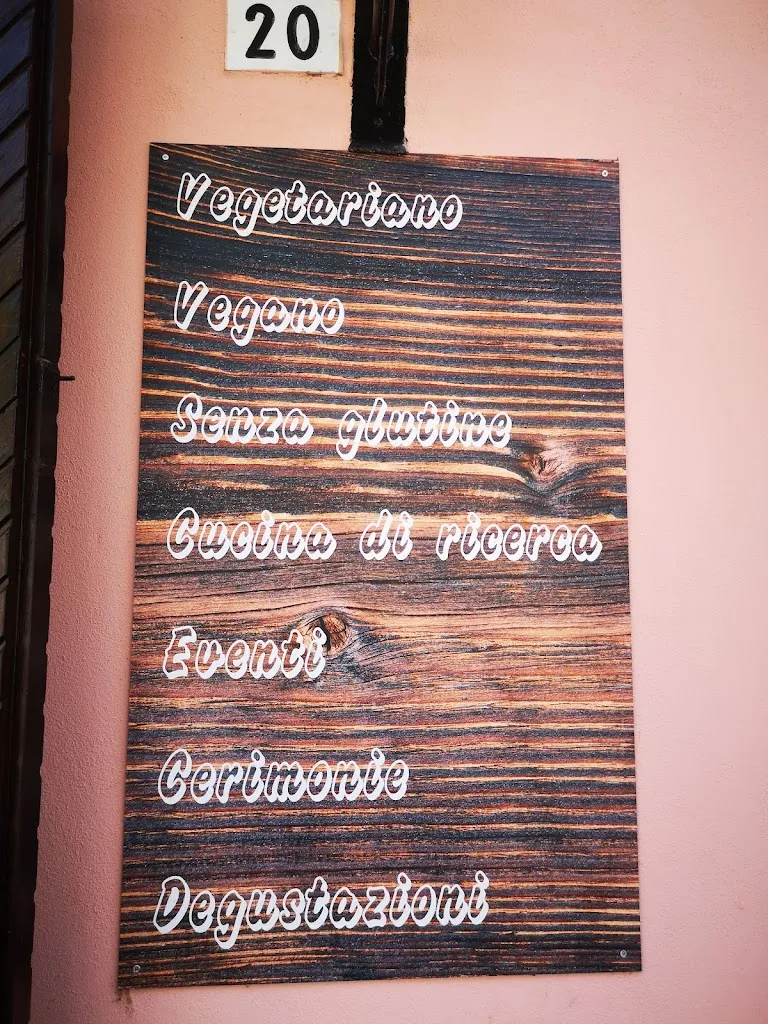 20
Vegetariano
Vegano
Senza glutine
Cucina di ricerca
Eventi
Cerimonie
Degustazioni